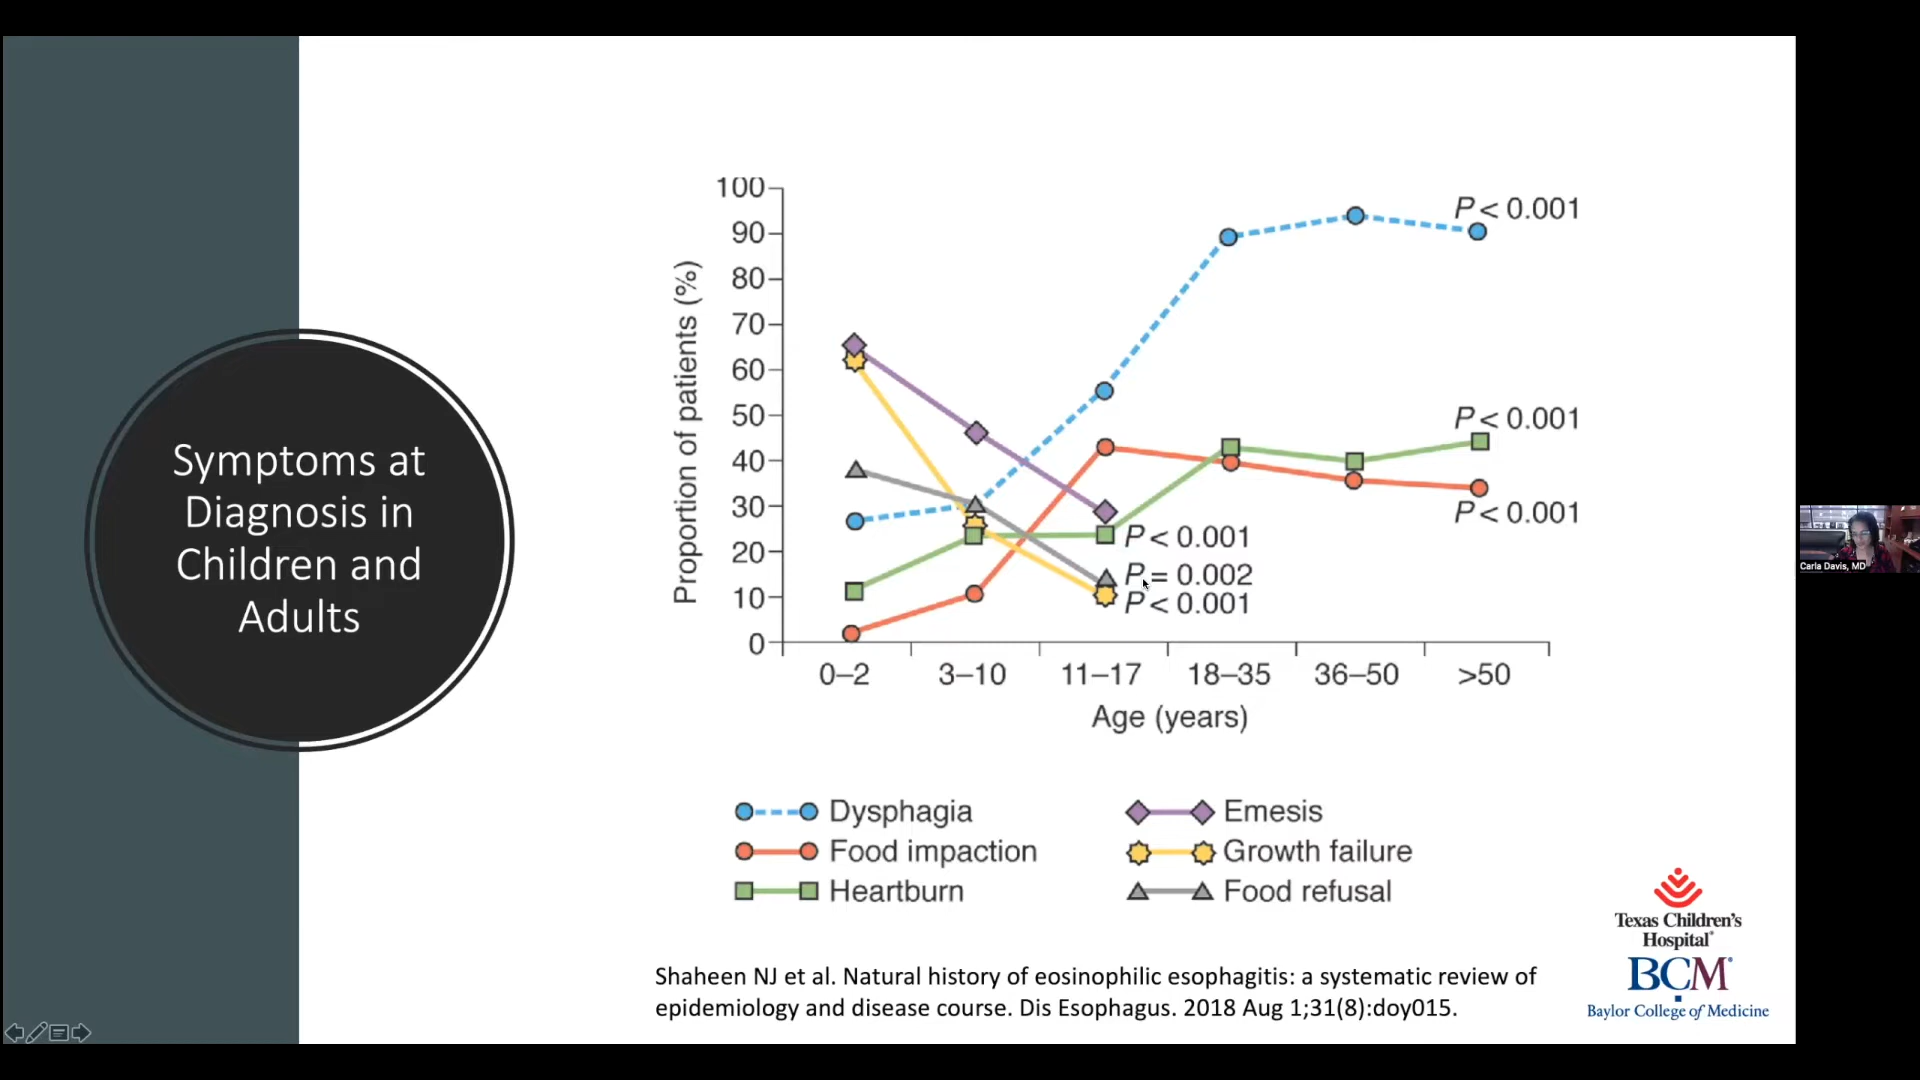 Symptoms at
Diagnosis in
Children and
Adults
Proportion of patients (%)
100
90
80
70
60
50
40
30
20
10
0
P < 0.001
P < 0.001
P < 0.001
P < 0.001
P = 0.002
P < 0.001
0–2 3–10 11–17 18–35 36–50 >50
Age (years)
Dysphagia Emesis
Food impaction Growth failure
Heartburn Food refusal
Shaheen NJ et al. Natural history of eosinophilic esophagitis: a systematic review of
epidemiology and disease course. Dis Esophagus. 2018 Aug 1;31(8):doy015.
Texas Children's
Hospital®
BCM®
Baylor College of Medicine
Carla Davis, MD